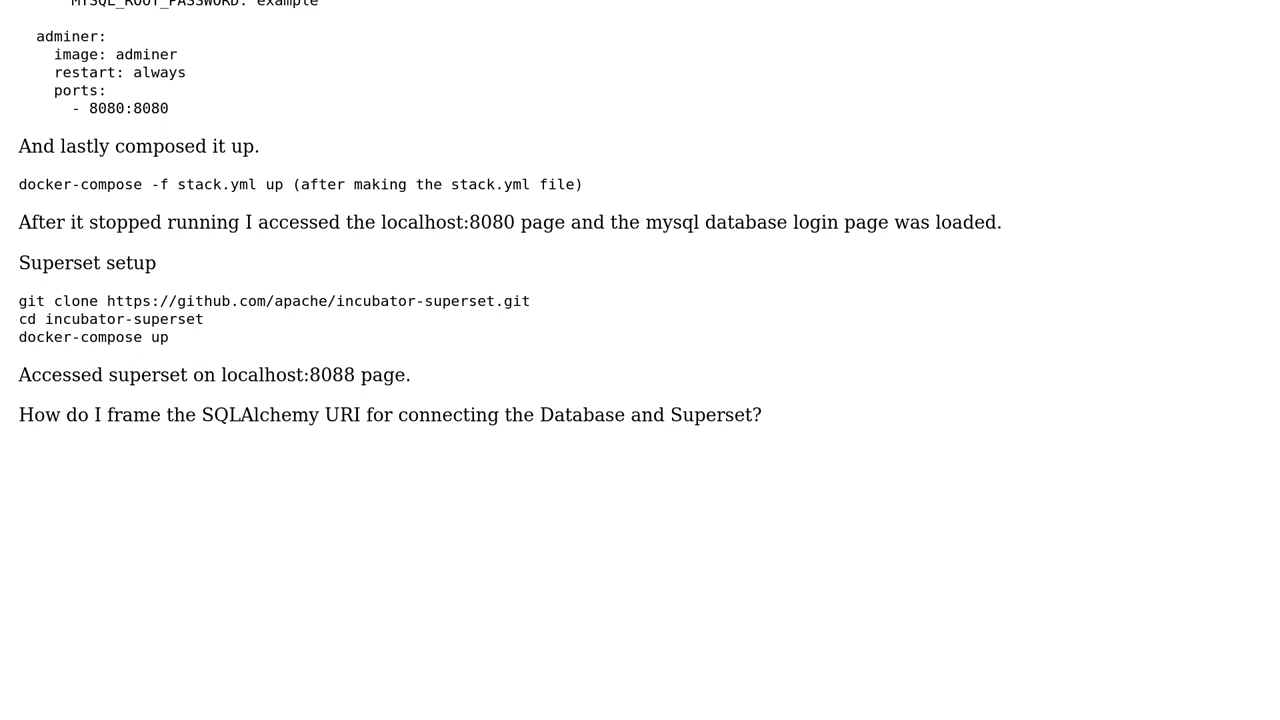 MYSQL_ROOT_PASSWORD: example
adminer:
image: adminer
restart: always
ports:
- 8080:8080
And lastly composed it up.
docker-compose -f stack.yml up (after making the stack.yml file)
After it stopped running I accessed the localhost:8080 page and the mysql database login page was loaded.
Superset setup
git clone https://github.com/apache/incubator-superset.git
cd incubator-superset
docker-compose up
Accessed superset on localhost:8088 page.
How do I frame the SQLAlchemy URI for connecting the Database and Superset?